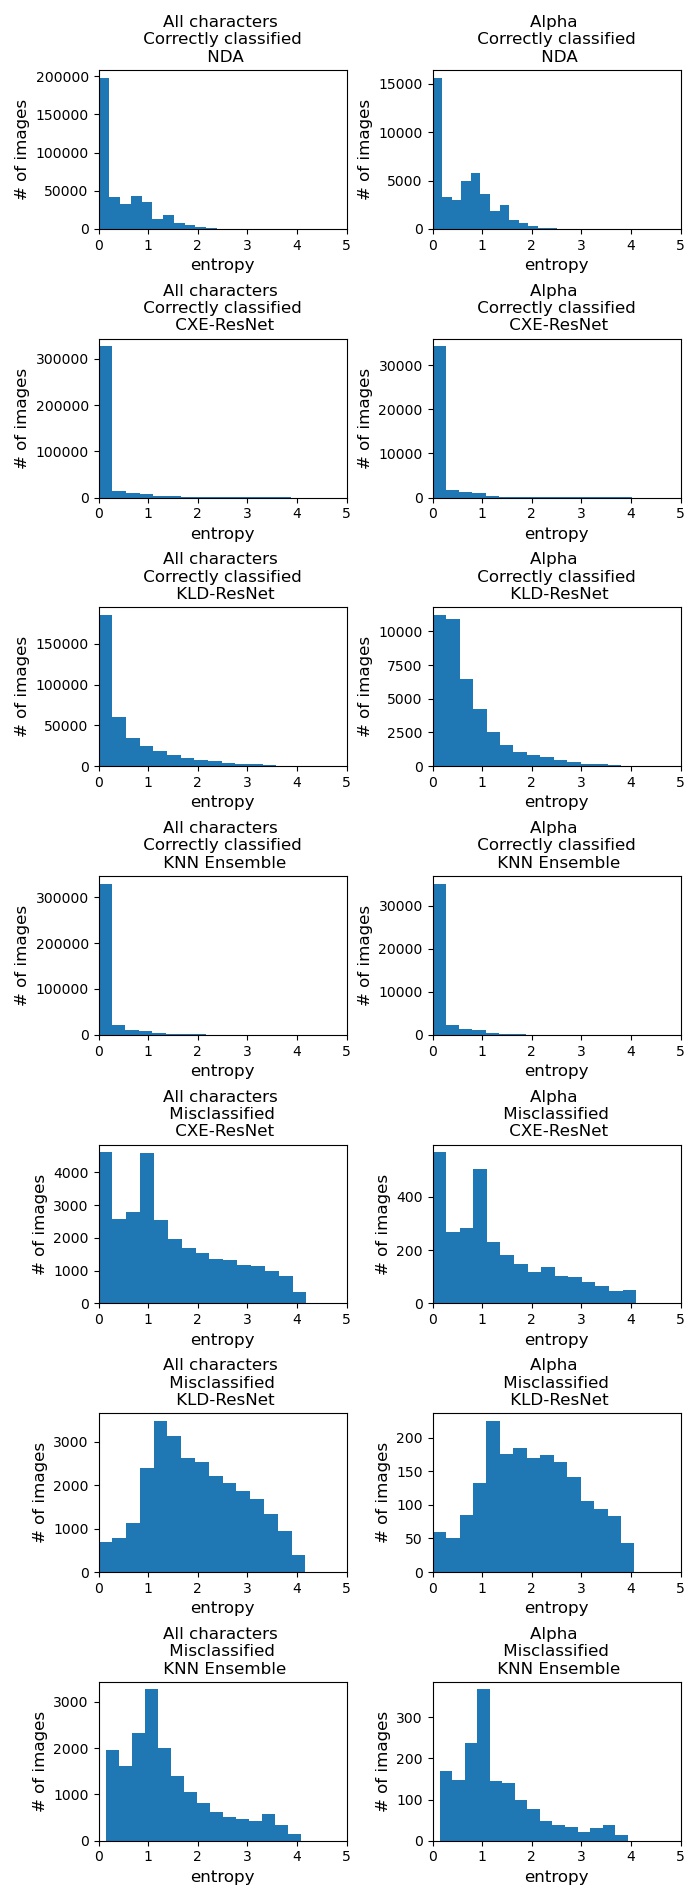 All characters
Correctly classified
NDA
200000
150000
100000
50000
0
# of images
0 1 2 3 4 5
entropy
Alpha
Correctly classified
NDA
15000
10000
5000
0
# of images
0 1 2 3 4 5
entropy
All characters
Correctly classified
CXE-ResNet
300000
200000
100000
0
# of images
0 1 2 3 4 5
entropy
Alpha
Correctly classified
CXE-ResNet
30000
20000
10000
0
# of images
0 1 2 3 4 5
entropy
All characters
Correctly classified
KLD-ResNet
150000
100000
50000
0
# of images
0 1 2 3 4 5
entropy
Alpha
Correctly classified
KLD-ResNet
10000
7500
5000
2500
0
# of images
0 1 2 3 4 5
entropy
All characters
Correctly classified
KNN Ensemble
300000
200000
100000
0
# of images
0 1 2 3 4 5
entropy
Alpha
Correctly classified
KNN Ensemble
30000
20000
10000
0
# of images
0 1 2 3 4 5
entropy
All characters
Misclassified
CXE-ResNet
4000
3000
2000
1000
0
# of images
0 1 2 3 4 5
entropy
Alpha
Misclassified
CXE-ResNet
400
200
0
# of images
0 1 2 3 4 5
entropy
All characters
Misclassified
KLD-ResNet
3000
2000
1000
0
# of images
0 1 2 3 4 5
entropy
Alpha
Misclassified
KLD-ResNet
200
150
100
50
0
# of images
0 1 2 3 4 5
entropy
All characters
Misclassified
KNN Ensemble
3000
2000
1000
0
# of images
0 1 2 3 4 5
entropy
Alpha
Misclassified
KNN Ensemble
300
200
100
0
# of images
0 1 2 3 4 5
entropy